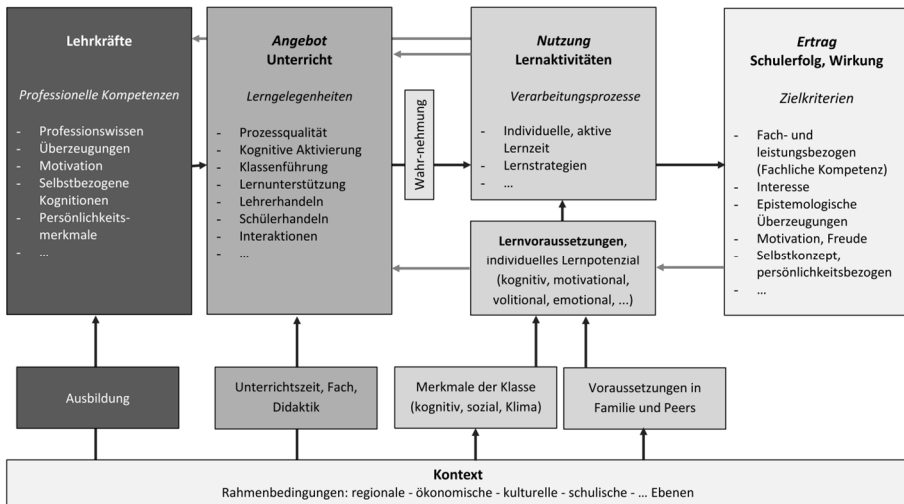 Lehrkräfte
Professionelle Kompetenzen
- Professionswissen
- Überzeugungen
- Motivation
- Selbstbezogene
Kognitionen
- Persönlichkeits-
merkmale
- ...
Angebot
Unterricht
Lerngelegenheiten
- Prozessqualität
- Kognitive Aktivierung
- Klassenführung
- Lernunterstützung
- Lehrerhandeln
- Schülerhandeln
- Interaktionen
- ...
Wahr-nehmung
Nutzung
Lernaktivitäten
Verarbeitungsprozesse
- Individuelle, aktive
Lernzeit
- Lernstrategien
- ...
Lernvoraussetzungen,
individuelles Lernpotenzial
(kognitiv, motivational,
volitional, emotional, ...)
Ertrag
Schulerfolg, Wirkung
Zielkriterien
- Fach- und
leistungsbezogen
(Fachliche Kompetenz)
- Interesse
- Epistemologische
Überzeugungen
- Motivation, Freude
- Selbstkonzept,
persönlichkeitsbezogen
- ...
Ausbildung
Unterrichtszeit, Fach,
Didaktik
Merkmale der Klasse
(kognitiv, sozial, Klima)
Voraussetzungen in
Familie und Peers
Kontext
Rahmenbedingungen: regionale - ökonomische - kulturelle - schulische - ... Ebenen